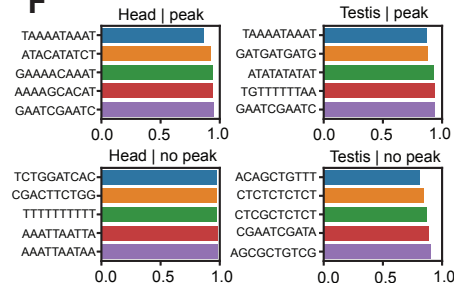 F
Head | peak
TAAAATAAAT
ATACATATCT
GAAAACAAAT
AAAAGCACAT
GAATCGAATC
0.0 0.5 1.0
Testis | peak
TAAAATAAAT
GATGATGATG
ATATATATAT
TGTTTTTTAA
GAATCGAATC
0.0 0.5 1.0
Head | no peak
TCTGGATCAC
CGACTTCTGG
TTTTTTTTTT
AAATTAATTA
AAATTAATAA
0.0 0.5 1.0
Testis | no peak
ACAGCTGTTT
CTCTCTCTCT
CTCGCTCTCT
CGAATCGATA
AGCGCTGTCG
0.0 0.5 1.0